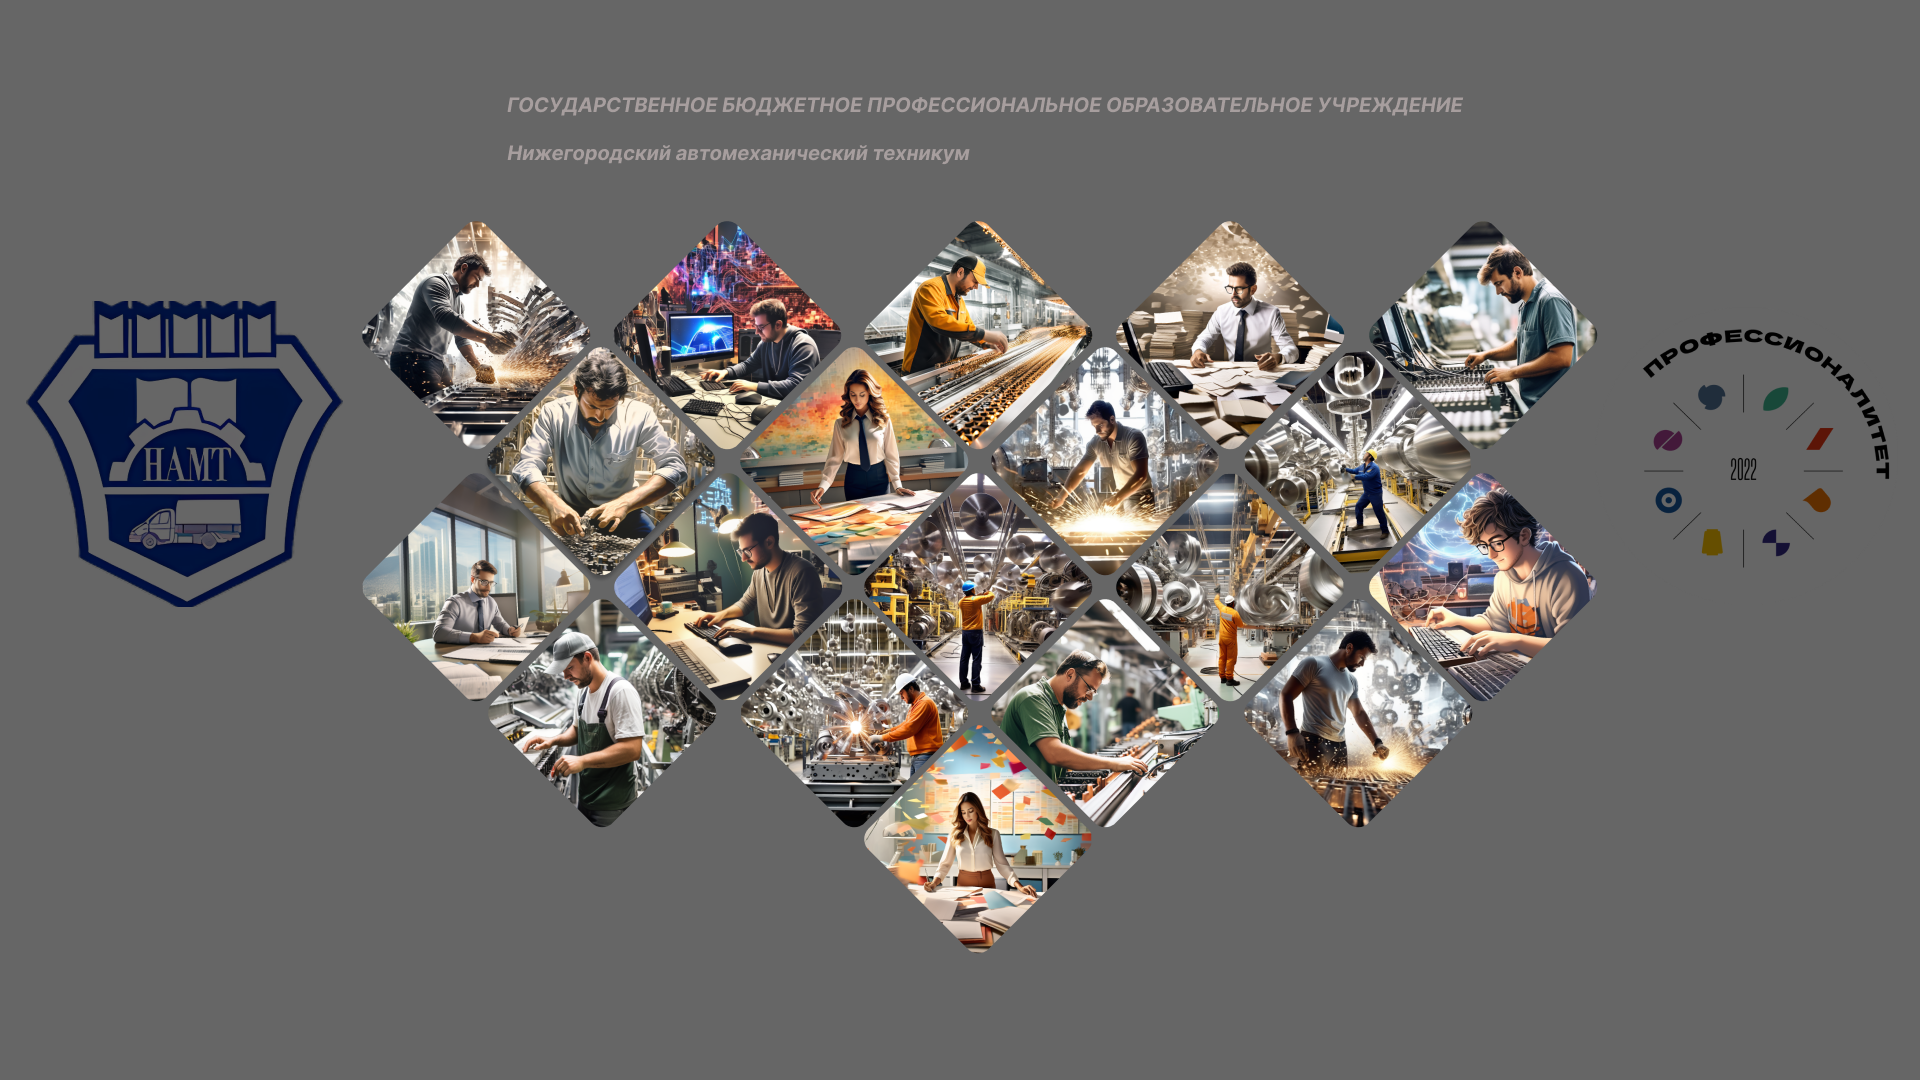 ГОСУДАРСТВЕННОЕ БЮДЖЕТНОЕ ПРОФЕССИОНАЛЬНОЕ ОБРАЗОВАТЕЛЬНОЕ УЧРЕЖДЕНИЕ
Нижегородский автомеханический техникум
НАМТ
ПРОФЕССИОНАЛИТЕТ
2022